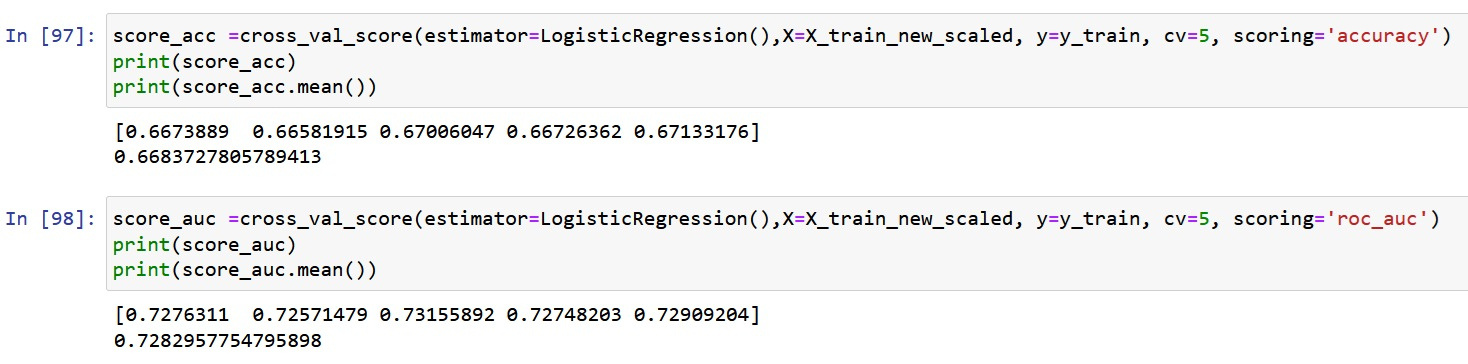 In [97]: score_acc =cross_val_score(estimator=LogisticRegression(),X=X_train_new_scaled, y=y_train, cv=5, scoring='accuracy')
print(score_acc)
print(score_acc.mean())
[0.6673889  0.66581915 0.67006047 0.66726362 0.67133176]
0.6683727805789413
In [98]: score_auc =cross_val_score(estimator=LogisticRegression(),X=X_train_new_scaled, y=y_train, cv=5, scoring='roc_auc')
print(score_auc)
print(score_auc.mean())
[0.7276311  0.72571479 0.73155892 0.72748203 0.72909204]
0.7282957754795898